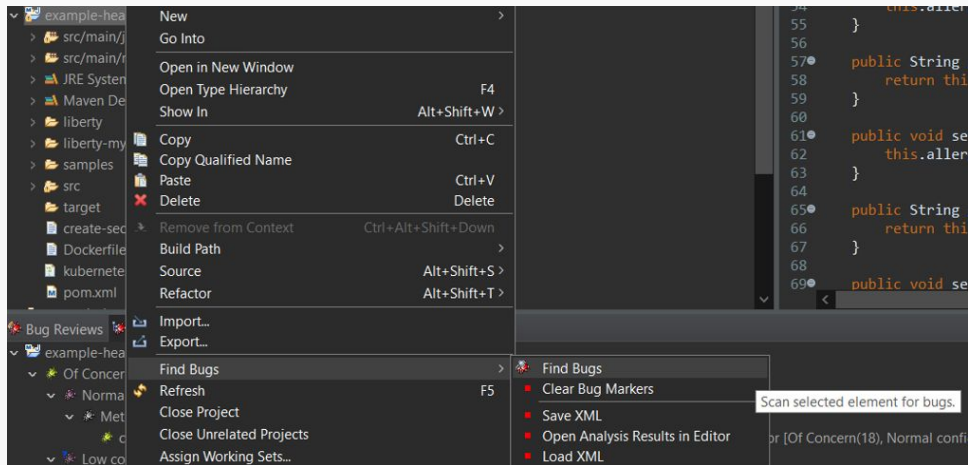 example-hea
src/main/j
src/main/r
JRE System
Maven De
liberty
liberty-my
samples
src
target
create-sec
Dockerfile
kubernete
pom.xml
New
Go Into
Open in New Window
Open Type Hierarchy F4
Show In Alt+Shift+W >
Copy Ctrl+C
Copy Qualified Name
Paste Ctrl+V
Delete Delete
Remove from Context Ctrl+Alt+Shift+Down
Build Path
Source Alt+Shift+S >
Refactor Alt+Shift+T >
Import...
Export...
Find Bugs
Refresh F5
Close Project
Close Unrelated Projects
Assign Working Sets...
Find Bugs
Clear Bug Markers
Save XML
Open Analysis Results in Editor
Load XML
Scan selected element for bugs.
54 this.aller
55 }
56
57 public String
58 return thi
59 }
60
61 public void se
62 this.aller
63 }
64
65 public String
66 return thi
67 }
68
69 public void se
Bug Reviews
example-hea
Of Concer
Norma
Met
Low co
or [Of Concern(18), Normal confi